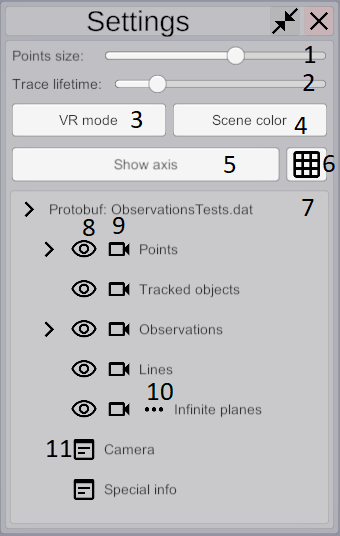 Settings
Points size: 1
Trace lifetime: 2
VR mode 3 Scene color 4
Show axis 5 6
Protobuf: ObservationsTests.dat 7
8 9
Points
Tracked objects
Observations
Lines
10
Infinite planes
11 Camera
Special info